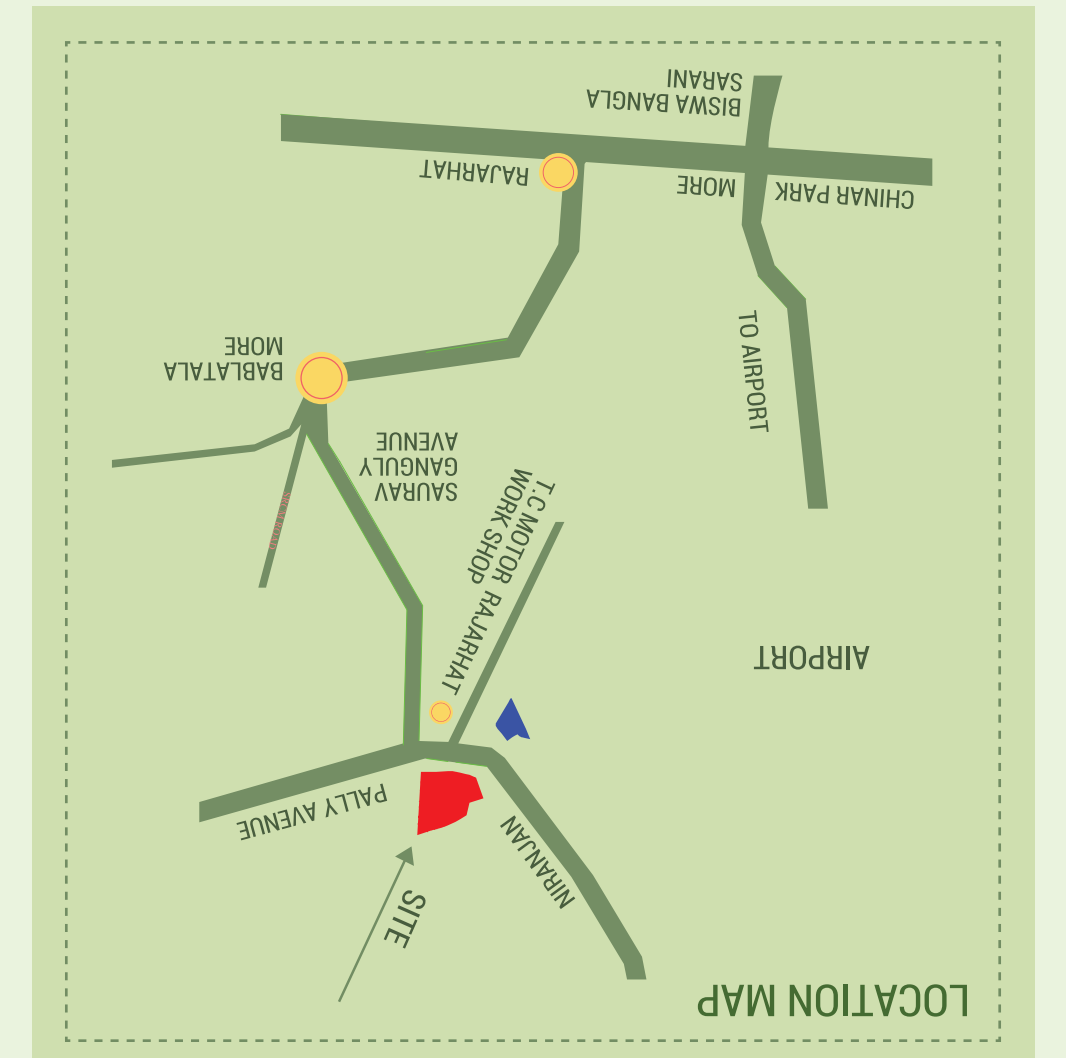 LOCATION MAP
SITE
NIRANJAN
PALLY AVENUE
AIRPORT
RAJARHAT
T.C MOTOR
WORK SHOP
SAURAV
GANGULY
AVENUE
TO AIRPORT
BABLATALA
MORE
CHINAR PARK
MORE
RAJARHAT
BISWA BANGLA
SARANI